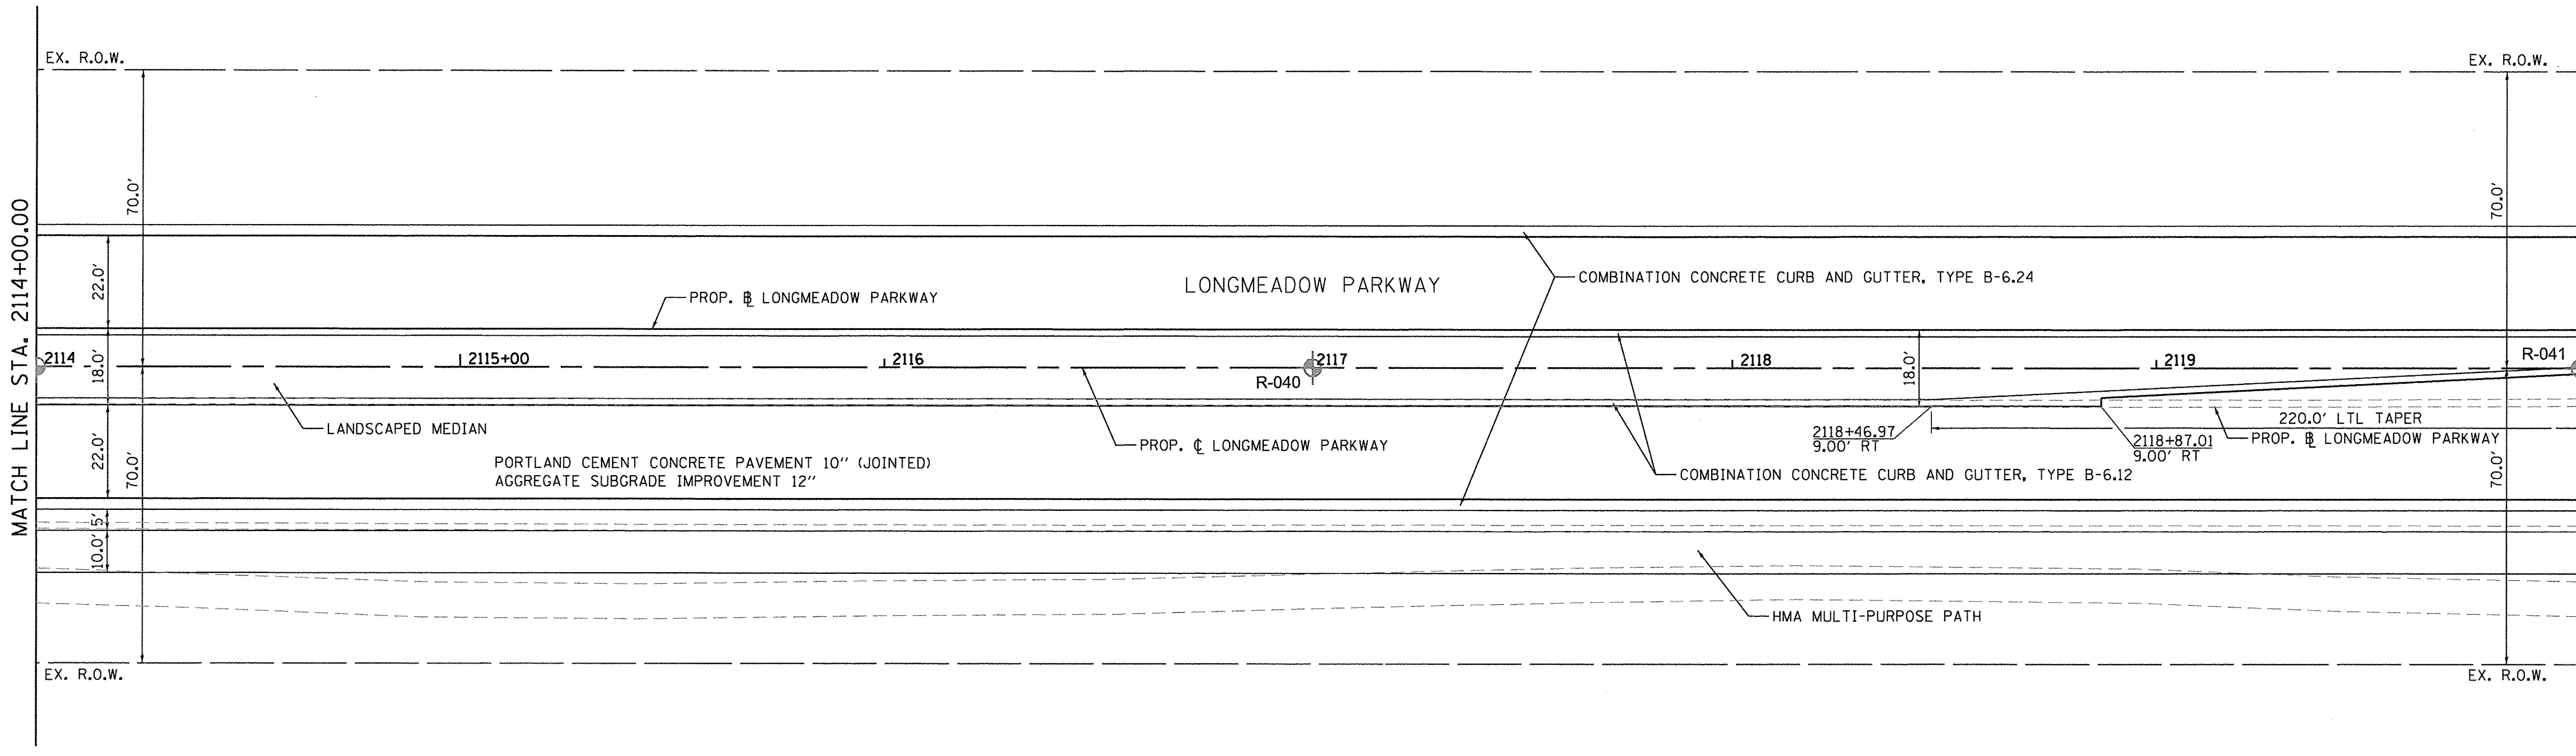 EX. R.O.W.
EX. R.O.W.
70.0'
70.0'
MATCH LINE STA. 2114+00.00
22.0'
LONGMEADOW PARKWAY
COMBINATION CONCRETE CURB AND GUTTER, TYPE B-6.24
PROP. ⅊ LONGMEADOW PARKWAY
2114
2115+00
2116
2117
2118
2119
R-040
R-041
18.0'
18.0'
LANDSCAPED MEDIAN
PROP. ℄ LONGMEADOW PARKWAY
2118+46.97
9.00' RT
2118+87.01
9.00' RT
220.0' LTL TAPER
PROP. ⅊ LONGMEADOW PARKWAY
22.0'
70.0'
PORTLAND CEMENT CONCRETE PAVEMENT 10'' (JOINTED)
AGGREGATE SUBGRADE IMPROVEMENT 12''
COMBINATION CONCRETE CURB AND GUTTER, TYPE B-6.12
70.0'
5'
10.0'
HMA MULTI-PURPOSE PATH
EX. R.O.W.
EX. R.O.W.